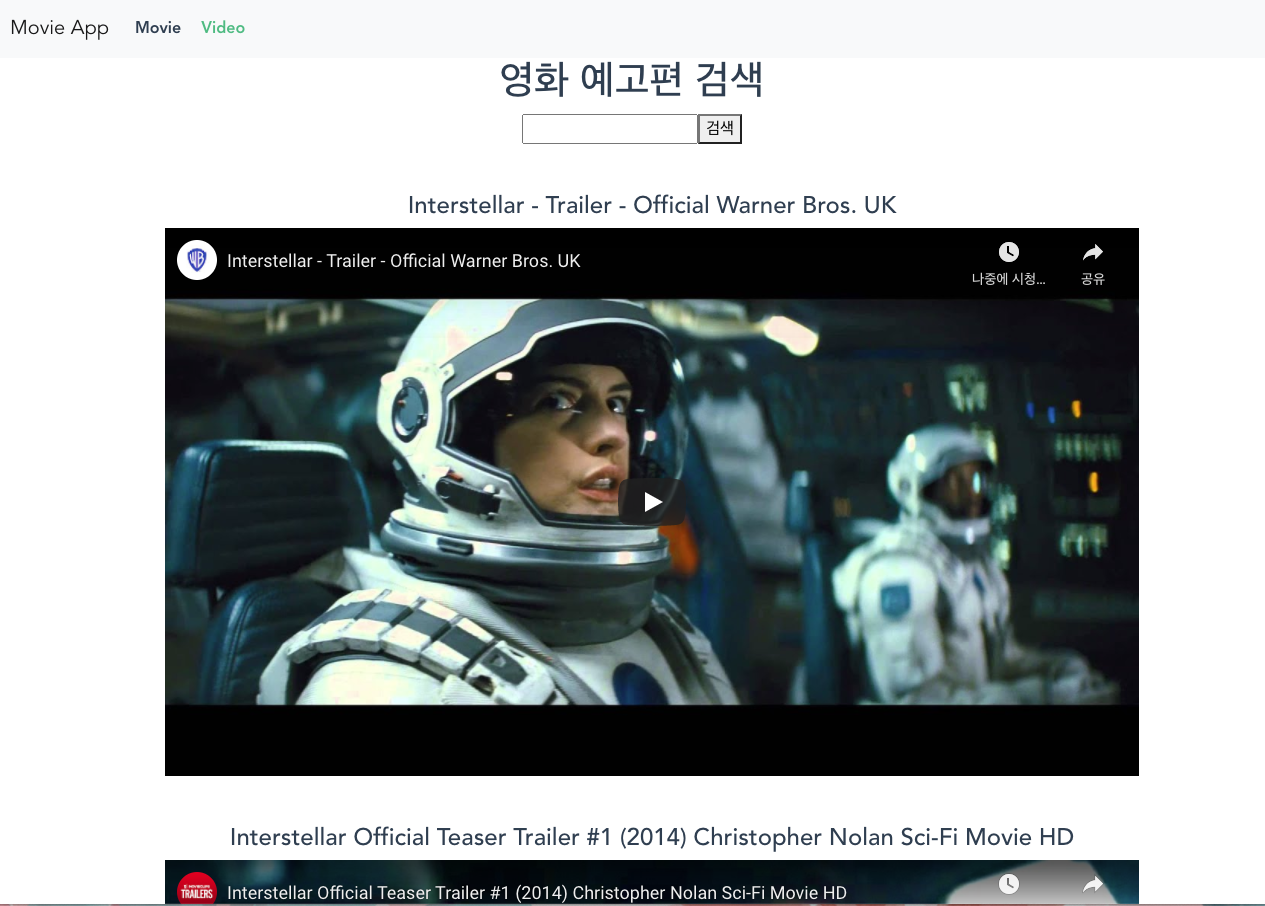 Movie App Movie Video
영화 예고편 검색
검색
Interstellar - Trailer - Official Warner Bros. UK
WB
Interstellar - Trailer - Official Warner Bros. UK
나중에 시청...
공유
Interstellar Official Teaser Trailer #1 (2014) Christopher Nolan Sci-Fi Movie HD
TRAILERS
Interstellar Official Teaser Trailer #1 (2014) Christopher Nolan Sci-Fi Movie HD